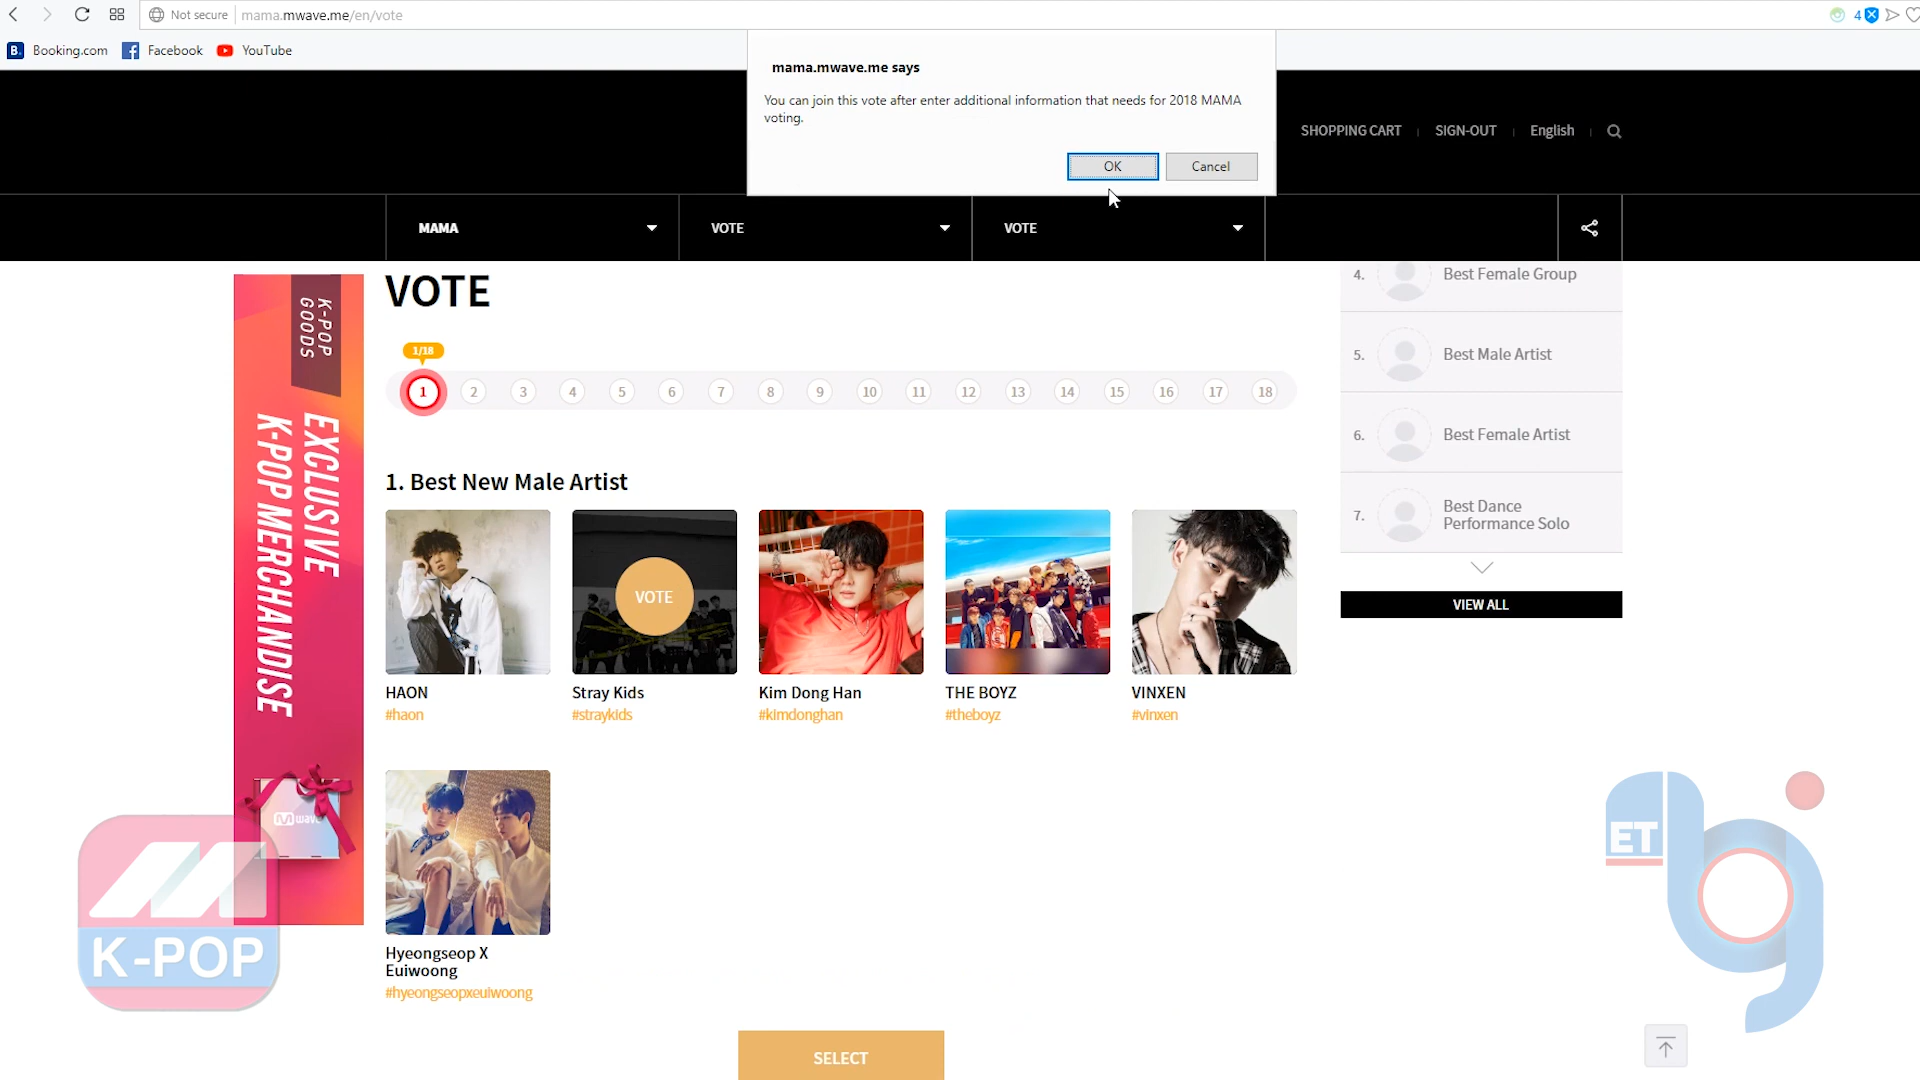 Not secure
mama.mwave.me/en/vote
4
B.
Booking.com
Facebook
YouTube
mama.mwave.me says
You can join this vote after enter additional information that needs for 2018 MAMA
voting.
OK
Cancel
SHOPPING CART
SIGN-OUT
English
MAMA
VOTE
VOTE
K-POP
GOODS
EXCLUSIVE
K-POP MERCHANDISE
M wave
VOTE
1/18
1
2
3
4
5
6
7
8
9
10
11
12
13
14
15
16
17
18
1. Best New Male Artist
VOTE
HAON
#haon
Stray Kids
#straykids
Kim Dong Han
#kimdonghan
THE BOYZ
#theboyz
VINXEN
#vinxen
Hyeongseop X
Euiwoong
#hyeongseopxeuiwoong
SELECT
4.
Best Female Group
5.
Best Male Artist
6.
Best Female Artist
7.
Best Dance
Performance Solo
VIEW ALL
K-POP
ET